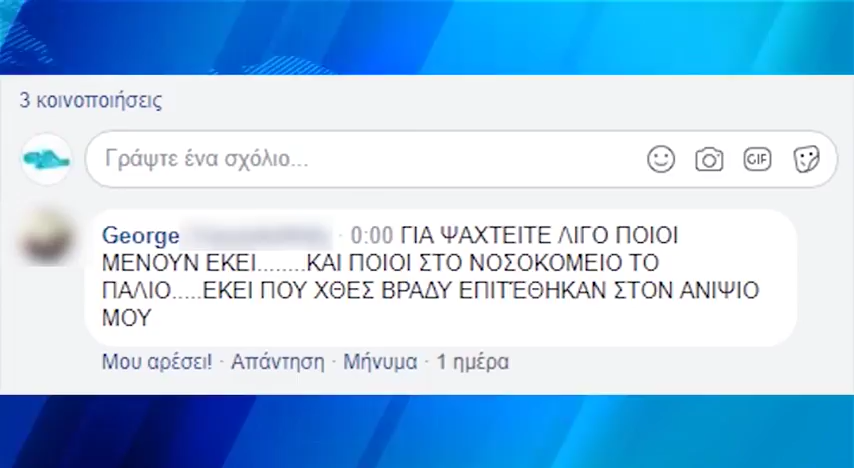 3 κοινοποιήσεις
Γράψτε ένα σχόλιο...
GIF
George · 0:00 ΓΙΑ ΨΑΧΤΕΙΤΕ ΛΙΓΟ ΠΟΙΟΙ
ΜΕΝΟΥΝ ΕΚΕΙ........ΚΑΙ ΠΟΙΟΙ ΣΤΟ ΝΟΣΟΚΟΜΕΙΟ ΤΟ
ΠΑΛΙΟ.....ΕΚΕΙ ΠΟΥ ΧΘΕΣ ΒΡΑΔΥ ΕΠΙΤΈΘΗΚΑΝ ΣΤΟΝ ΑΝΙΨΙΟ
ΜΟΥ
Μου αρέσει! · Απάντηση · Μήνυμα · 1 ημέρα